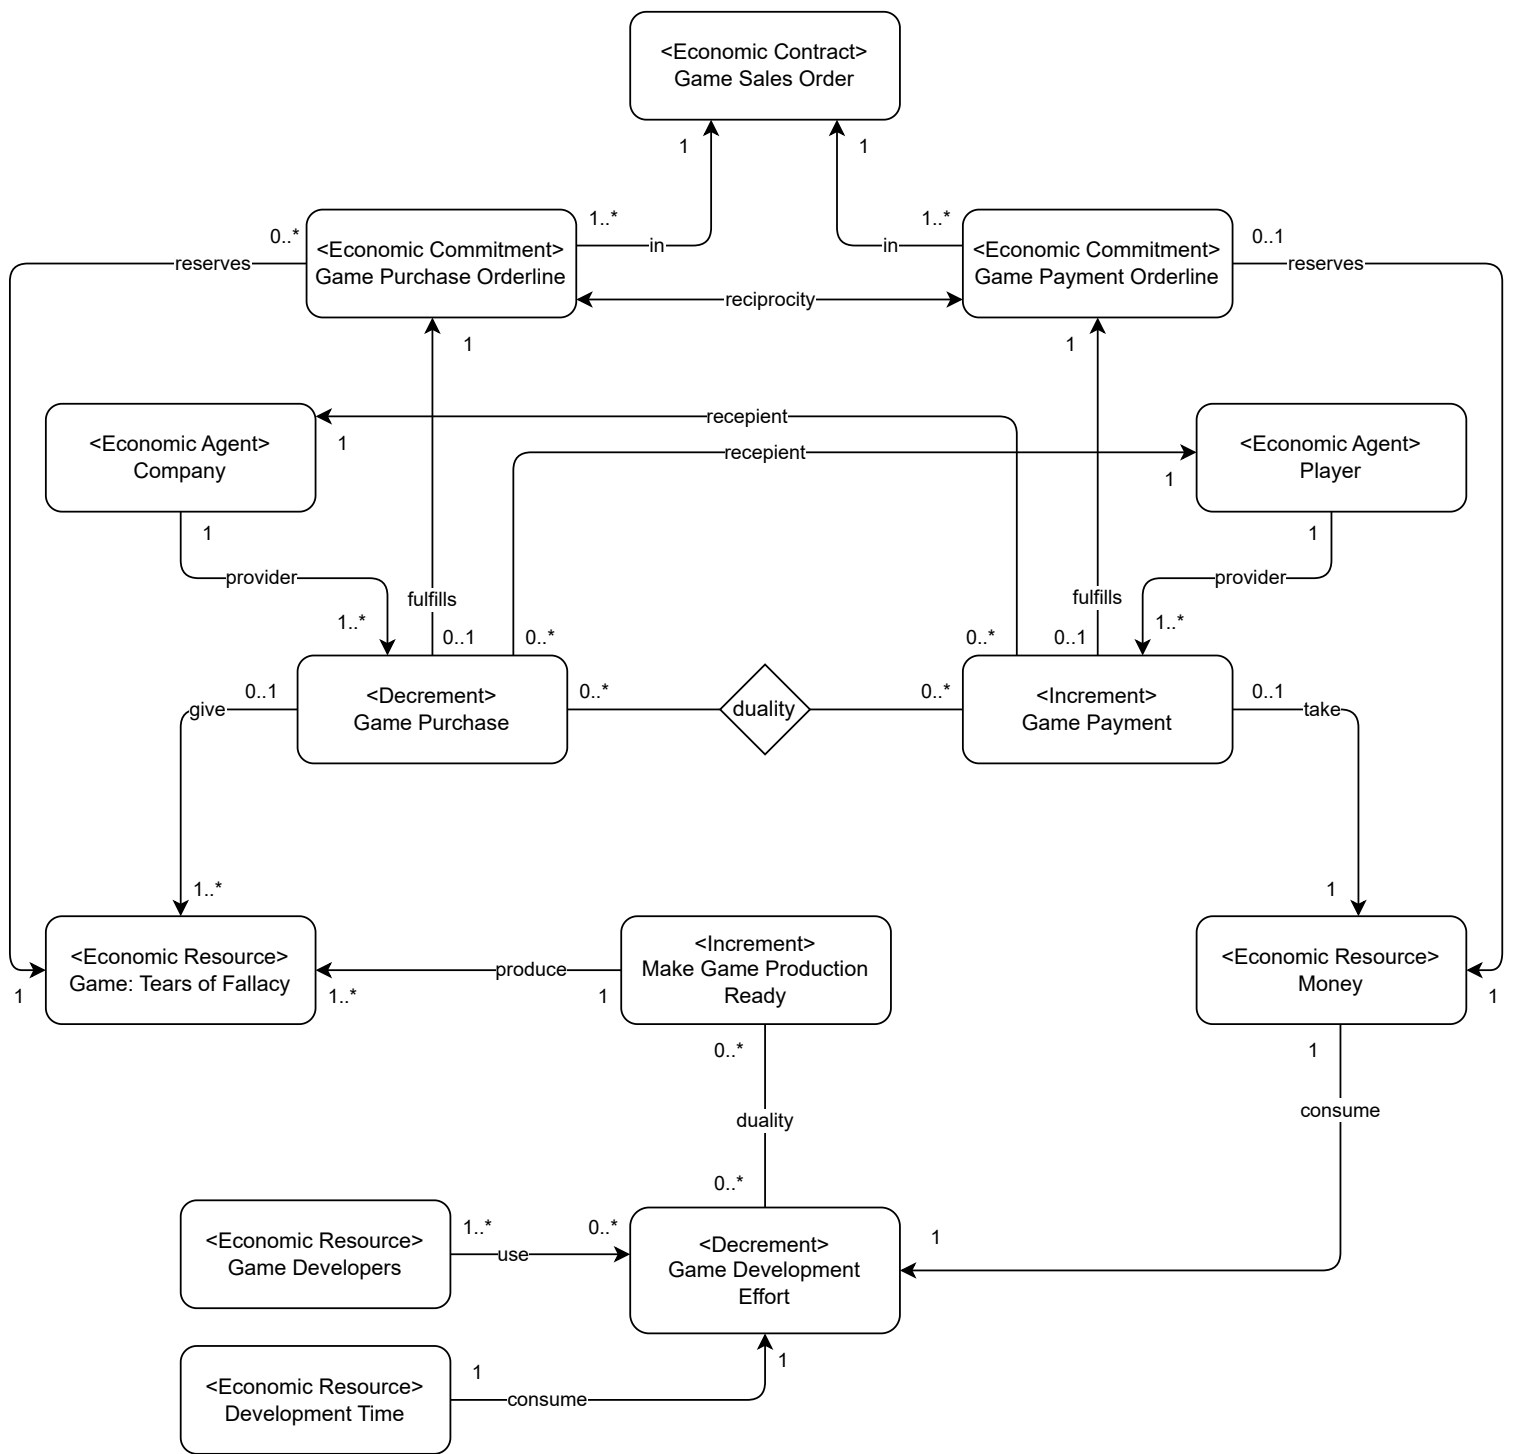 <Economic Contract>
Game Sales Order
1
1
1..*
1..*
0..*
<Economic Commitment>
Game Purchase Orderline
in
in
<Economic Commitment>
Game Payment Orderline
0..1
reserves
reserves
reciprocity
1
1
recepient
<Economic Agent>
Company
1
recepient
<Economic Agent>
Player
1
1
1
provider
provider
fulfills
fulfills
1..*
0..1
0..*
0..*
0..1
1..*
0..1
give
<Decrement>
Game Purchase
0..*
duality
0..*
<Increment>
Game Payment
0..1
take
1..*
1
<Economic Resource>
Game: Tears of Fallacy
1
1..*
produce
1
<Increment>
Make Game Production
Ready
<Economic Resource>
Money
1
0..*
1
duality
consume
0..*
<Economic Resource>
Game Developers
1..*
use
0..*
<Decrement>
Game Development
Effort
1
<Economic Resource>
Development Time
1
consume
1